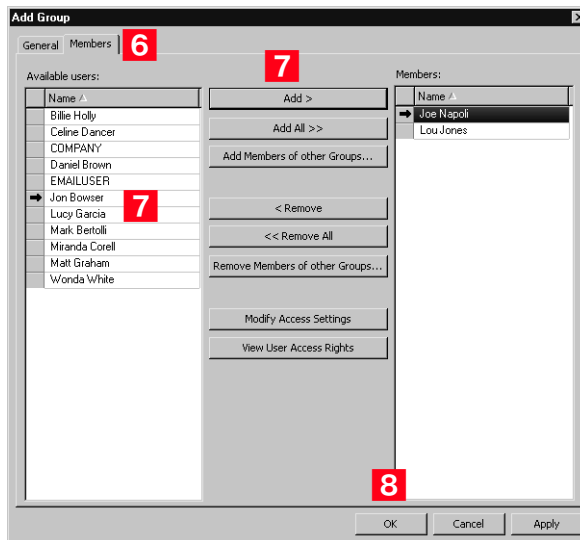 Add Group
General
Members
6
Available users:
Name
Billie Holly
Celine Dancer
COMPANY
Daniel Brown
EMAILUSER
Jon Bowser
Lucy Garcia
Mark Bertolli
Miranda Corell
Matt Graham
Wonda White
7
7
Add >
Add All >>
Add Members of other Groups...
< Remove
<< Remove All
Remove Members of other Groups...
Modify Access Settings
View User Access Rights
Members:
Name
Joe Napoli
Lou Jones
8
OK
Cancel
Apply